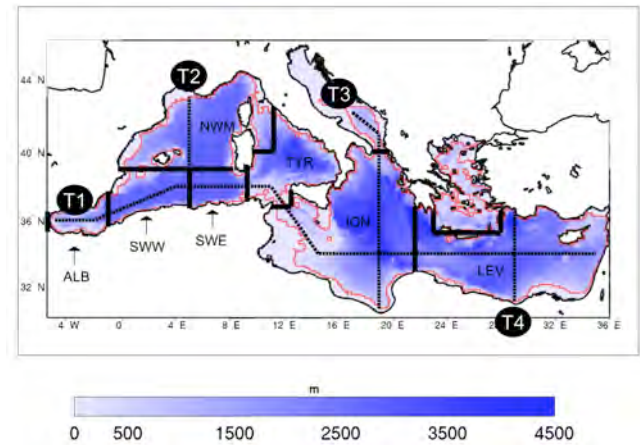 T2
T3
44 N
NWM
40 N
TYR
T1
36 N
ION
SWW
SWE
LEV
ALB
32 N
T4
4 W 0 4 E 8 E 12 E 16 E 20 E 24 E 32 E 36 E
m
0 500 1500 2500 3500 4500